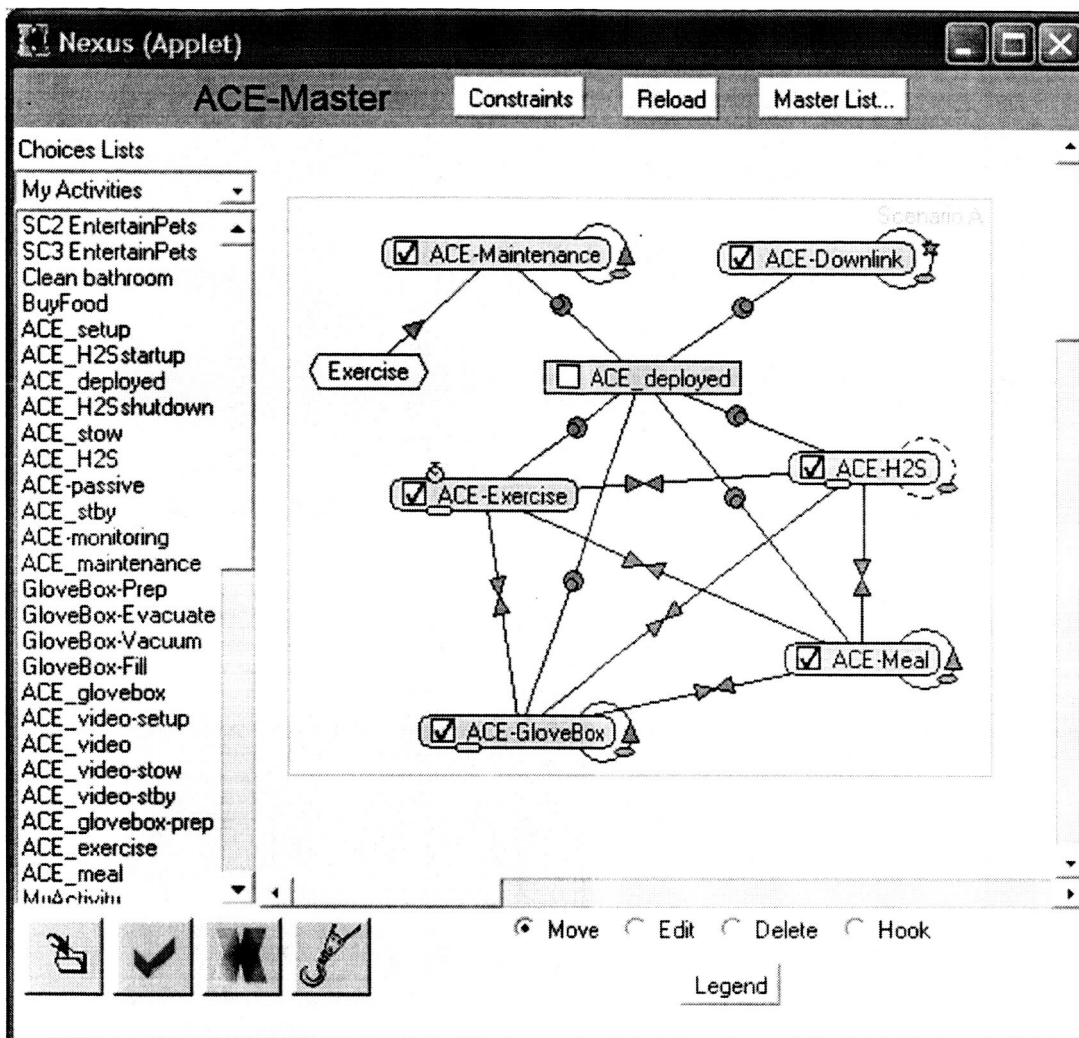 Nexus (Applet)
ACE-Master
Constraints
Reload
Master List...
Choices Lists
My Activities
SC2 EntertainPets
SC3 EntertainPets
Clean bathroom
BuyFood
ACE_setup
ACE_H2Sstartup
ACE_deployed
ACE_H2Sshutdown
ACE_stow
ACE_H2S
ACE-passive
ACE_stby
ACE-monitoring
ACE_maintenance
GloveBox-Prep
GloveBox-Evacuate
GloveBox-Vacuum
GloveBox-Fill
ACE_glovebox
ACE_video-setup
ACE_video
ACE_video-stow
ACE_video-stby
ACE_glovebox-prep
ACE_exercise
ACE_meal
MyActivity
Scenario A
ACE-Maintenance
ACE-Downlink
Exercise
ACE_deployed
ACE-Exercise
ACE-H2S
ACE-Meal
ACE-GloveBox
Move
Edit
Delete
Hook
Legend